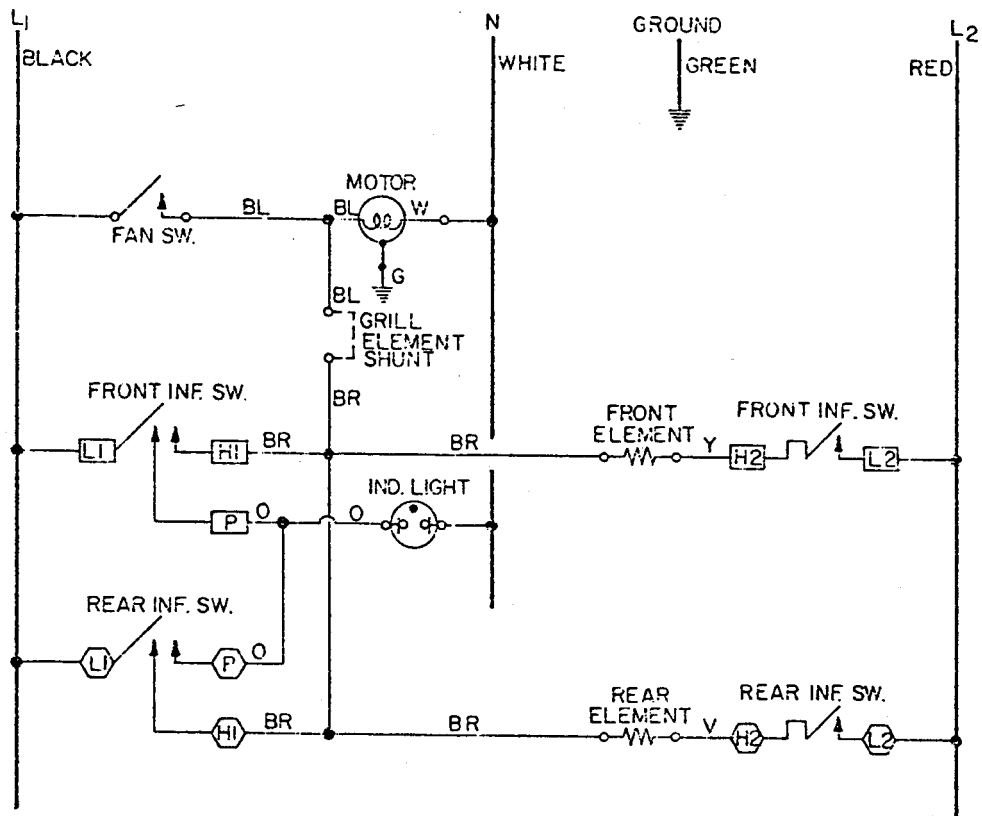 L1 N GROUND L2
BLACK WHITE GREEN RED
MOTOR
BL BL W
FAN SW.
G
BL
GRILL
ELEMENT
SHUNT
BR
FRONT INF. SW. FRONT
ELEMENT FRONT INF. SW.
L1 H1 BR BR Y H2 L2
IND. LIGHT
P O O
REAR INF. SW.
L1 P O
REAR
ELEMENT REAR INF. SW.
H1 BR BR V H2 L2